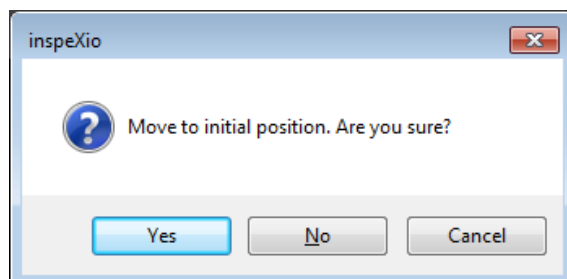 inspeXio
Move to initial position. Are you sure?
Yes No Cancel